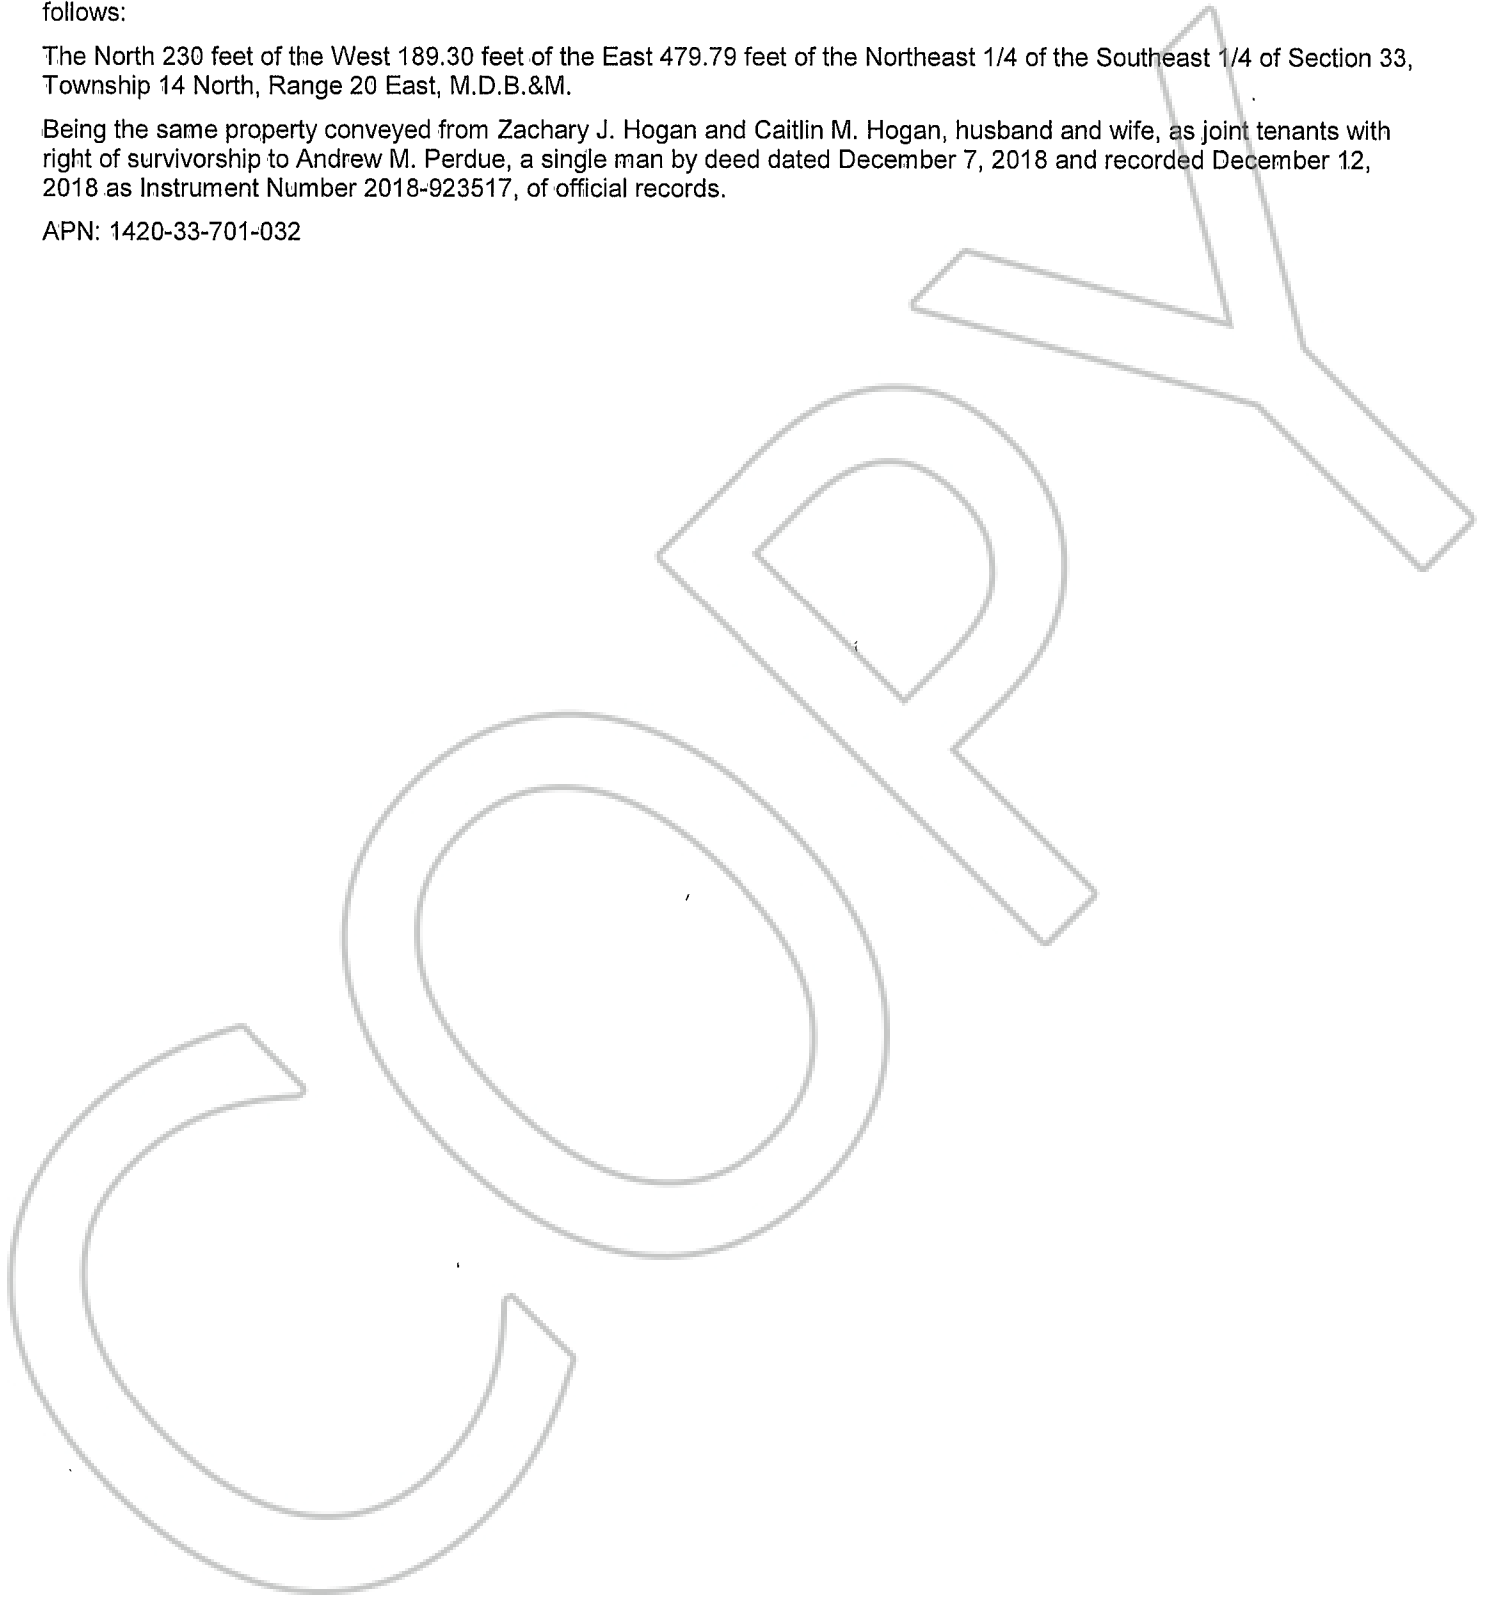 follows:
The North 230 feet of the West 189.30 feet of the East 479.79 feet of the Northeast 1/4 of the Southeast 1/4 of Section 33,
Township 14 North, Range 20 East, M.D.B.&M.
Being the same property conveyed from Zachary J. Hogan and Caitlin M. Hogan, husband and wife, as joint tenants with
right of survivorship to Andrew M. Perdue, a single man by deed dated December 7, 2018 and recorded December 12,
2018 as Instrument Number 2018-923517, of official records.
APN: 1420-33-701-032
COPY